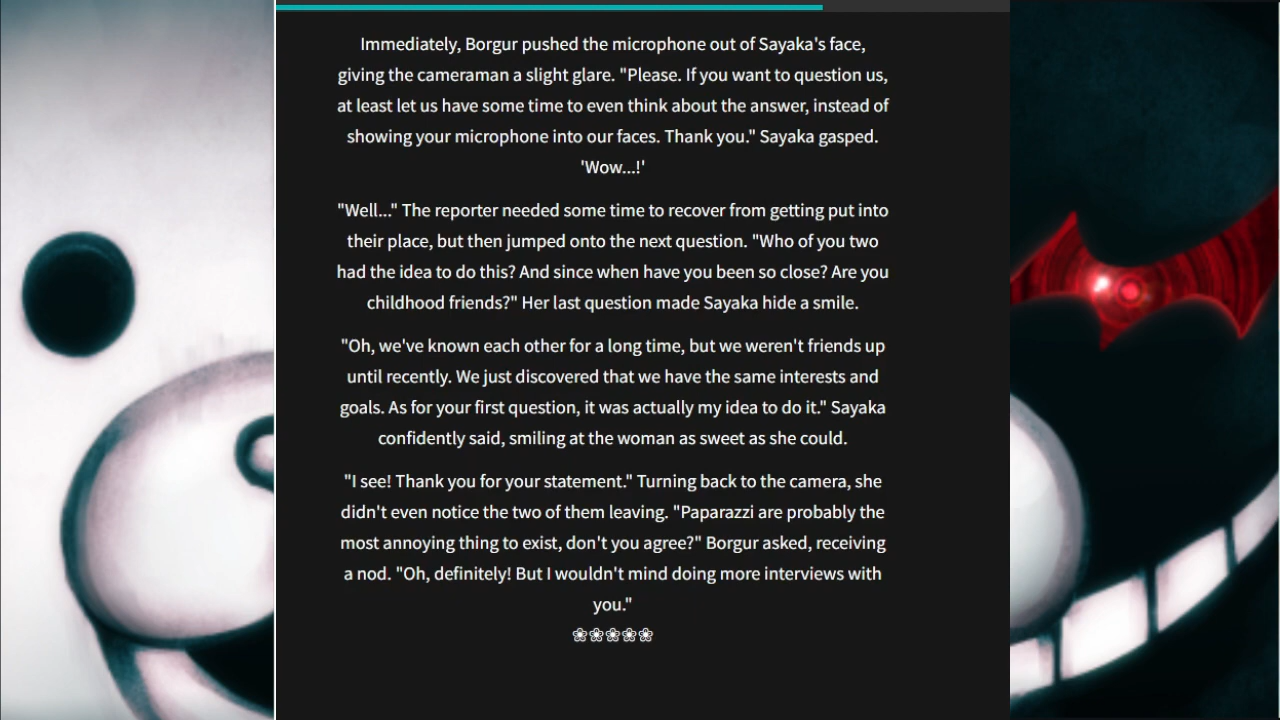 Immediately, Borgur pushed the microphone out of Sayaka's face,
giving the cameraman a slight glare. "Please. If you want to question us,
at least let us have some time to even think about the answer, instead of
showing your microphone into our faces. Thank you." Sayaka gasped.
'Wow...!'
"Well..." The reporter needed some time to recover from getting put into
their place, but then jumped onto the next question. "Who of you two
had the idea to do this? And since when have you been so close? Are you
childhood friends?" Her last question made Sayaka hide a smile.
"Oh, we've known each other for a long time, but we weren't friends up
until recently. We just discovered that we have the same interests and
goals. As for your first question, it was actually my idea to do it." Sayaka
confidently said, smiling at the woman as sweet as she could.
"I see! Thank you for your statement." Turning back to the camera, she
didn't even notice the two of them leaving. "Paparazzi are probably the
most annoying thing to exist, don't you agree?" Borgur asked, receiving
a nod. "Oh, definitely! But I wouldn't mind doing more interviews with
you."
❀❀❀❀❀